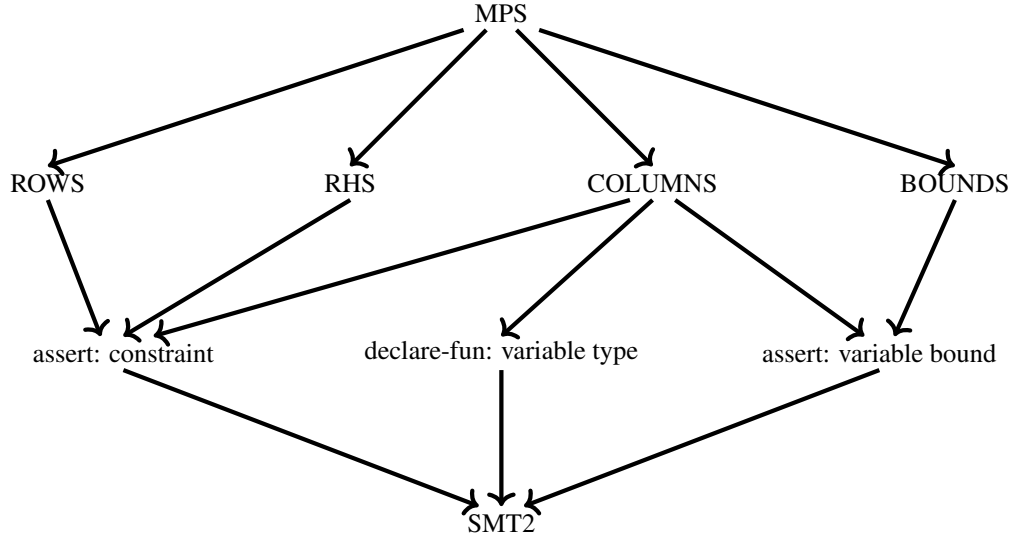 MPS
ROWS
RHS
COLUMNS
BOUNDS
assert: constraint
declare-fun: variable type
assert: variable bound
SMT2